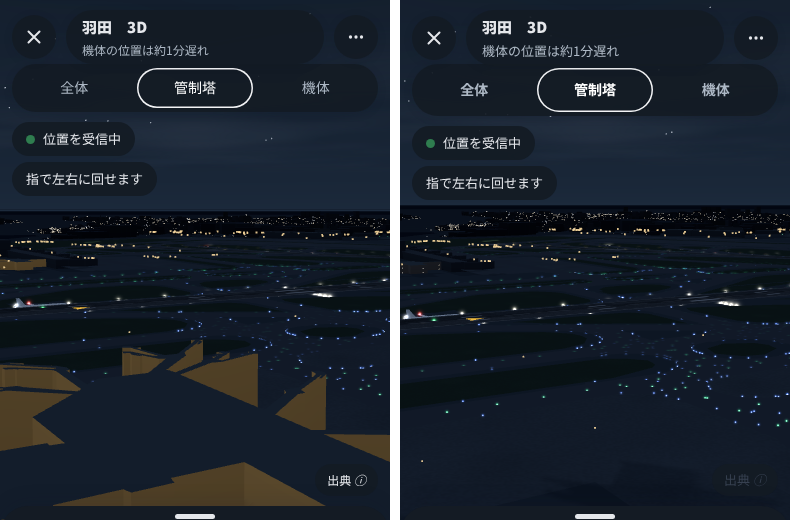 羽田 3D
機体の位置は約1分遅れ
全体
管制塔
機体
位置を受信中
指で左右に回せます
出典
羽田 3D
機体の位置は約1分遅れ
全体
管制塔
機体
位置を受信中
指で左右に回せます
出典